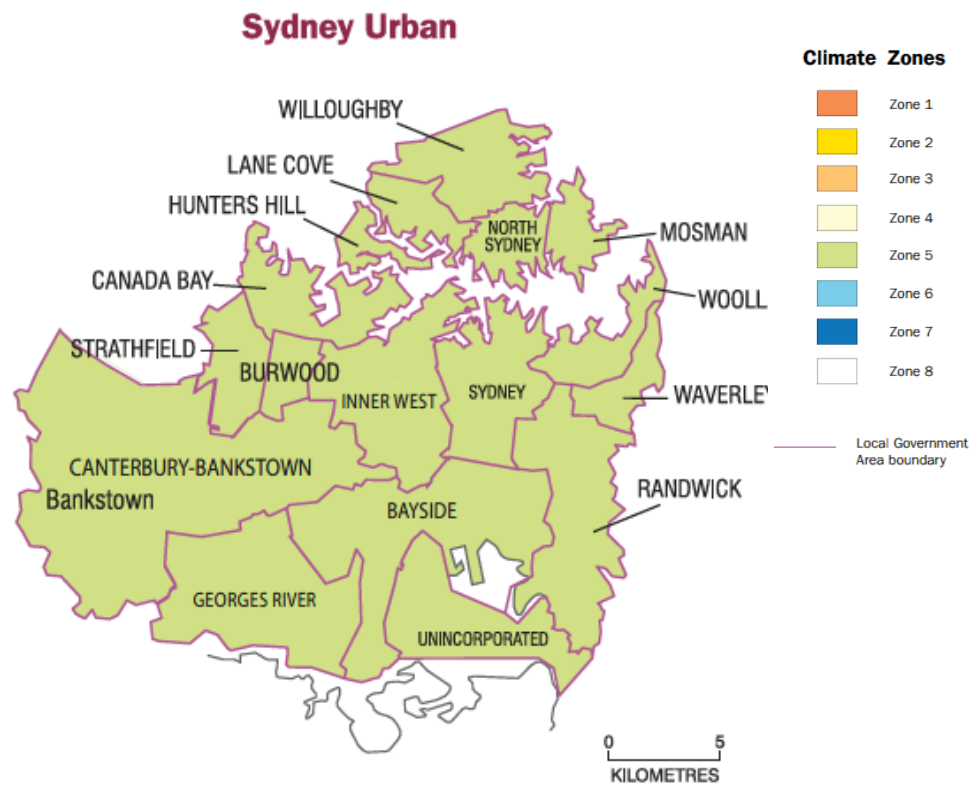 Sydney Urban
Climate Zones
Zone 1
Zone 2
Zone 3
Zone 4
Zone 5
Zone 6
Zone 7
Zone 8
Local Government
Area boundary
WILLOUGHBY
LANE COVE
HUNTERS HILL
NORTH
SYDNEY
MOSMAN
CANADA BAY
WOOLL
STRATHFIELD
BURWOOD
INNER WEST
SYDNEY
WAVERLE
CANTERBURY-BANKSTOWN
Bankstown
RANDWICK
BAYSIDE
GEORGES RIVER
UNINCORPORATED
0 5
KILOMETRES